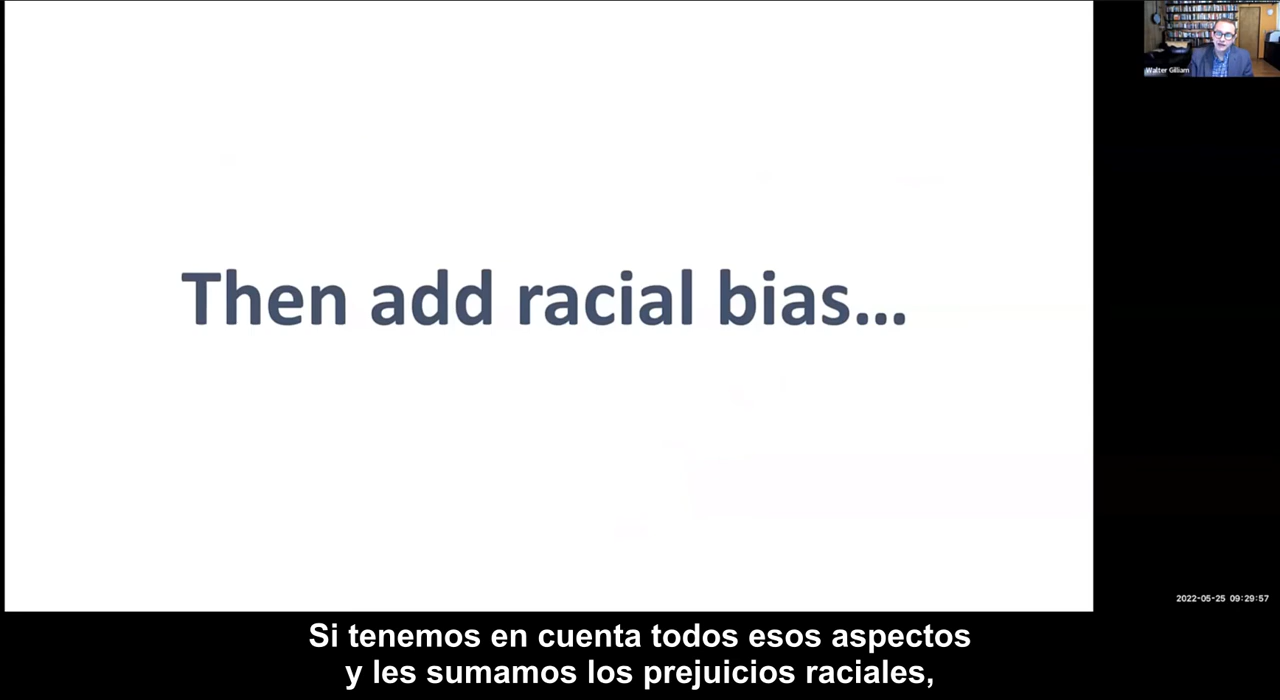 Walter Gilliam
Then add racial bias...
2022-05-25 09:29:57
Si tenemos en cuenta todos esos aspectos
y les sumamos los prejuicios raciales,